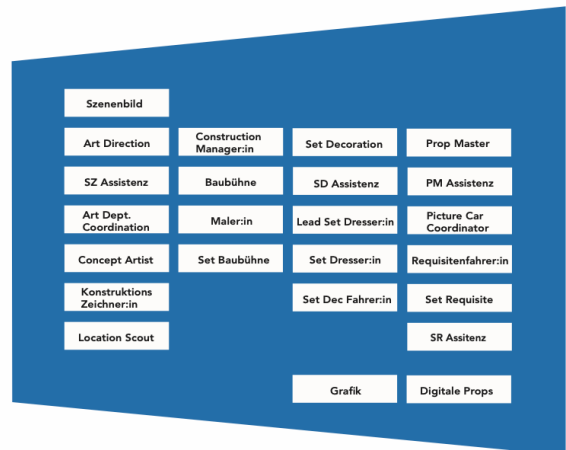 Szenenbild
Art Direction
Construction
Manager:in
Set Decoration
Prop Master
SZ Assistenz
Baubühne
SD Assistenz
PM Assistenz
Art Dept.
Coordination
Maler:in
Lead Set Dresser:in
Picture Car
Coordinator
Concept Artist
Set Baubühne
Set Dresser:in
Requisitenfahrer:in
Konstruktions
Zeichner:in
Set Dec Fahrer:in
Set Requisite
Location Scout
SR Assitenz
Grafik
Digitale Props